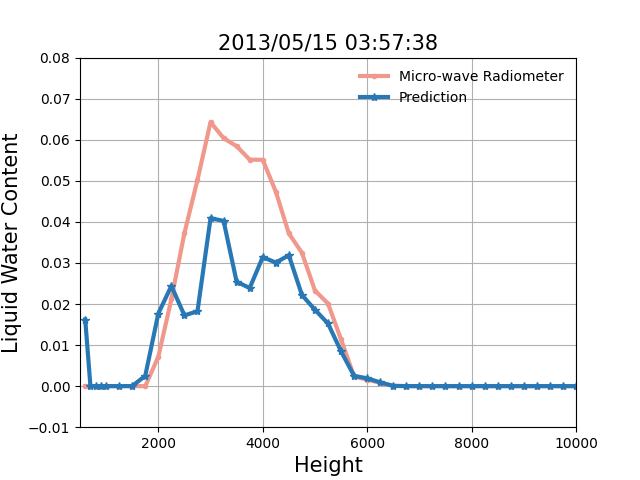 2013/05/15 03:57:38
Micro-wave Radiometer
Prediction
Liquid Water Content
0.08
0.07
0.06
0.05
0.04
0.03
0.02
0.01
0.00
−0.01
2000 4000 6000 8000 10000
Height